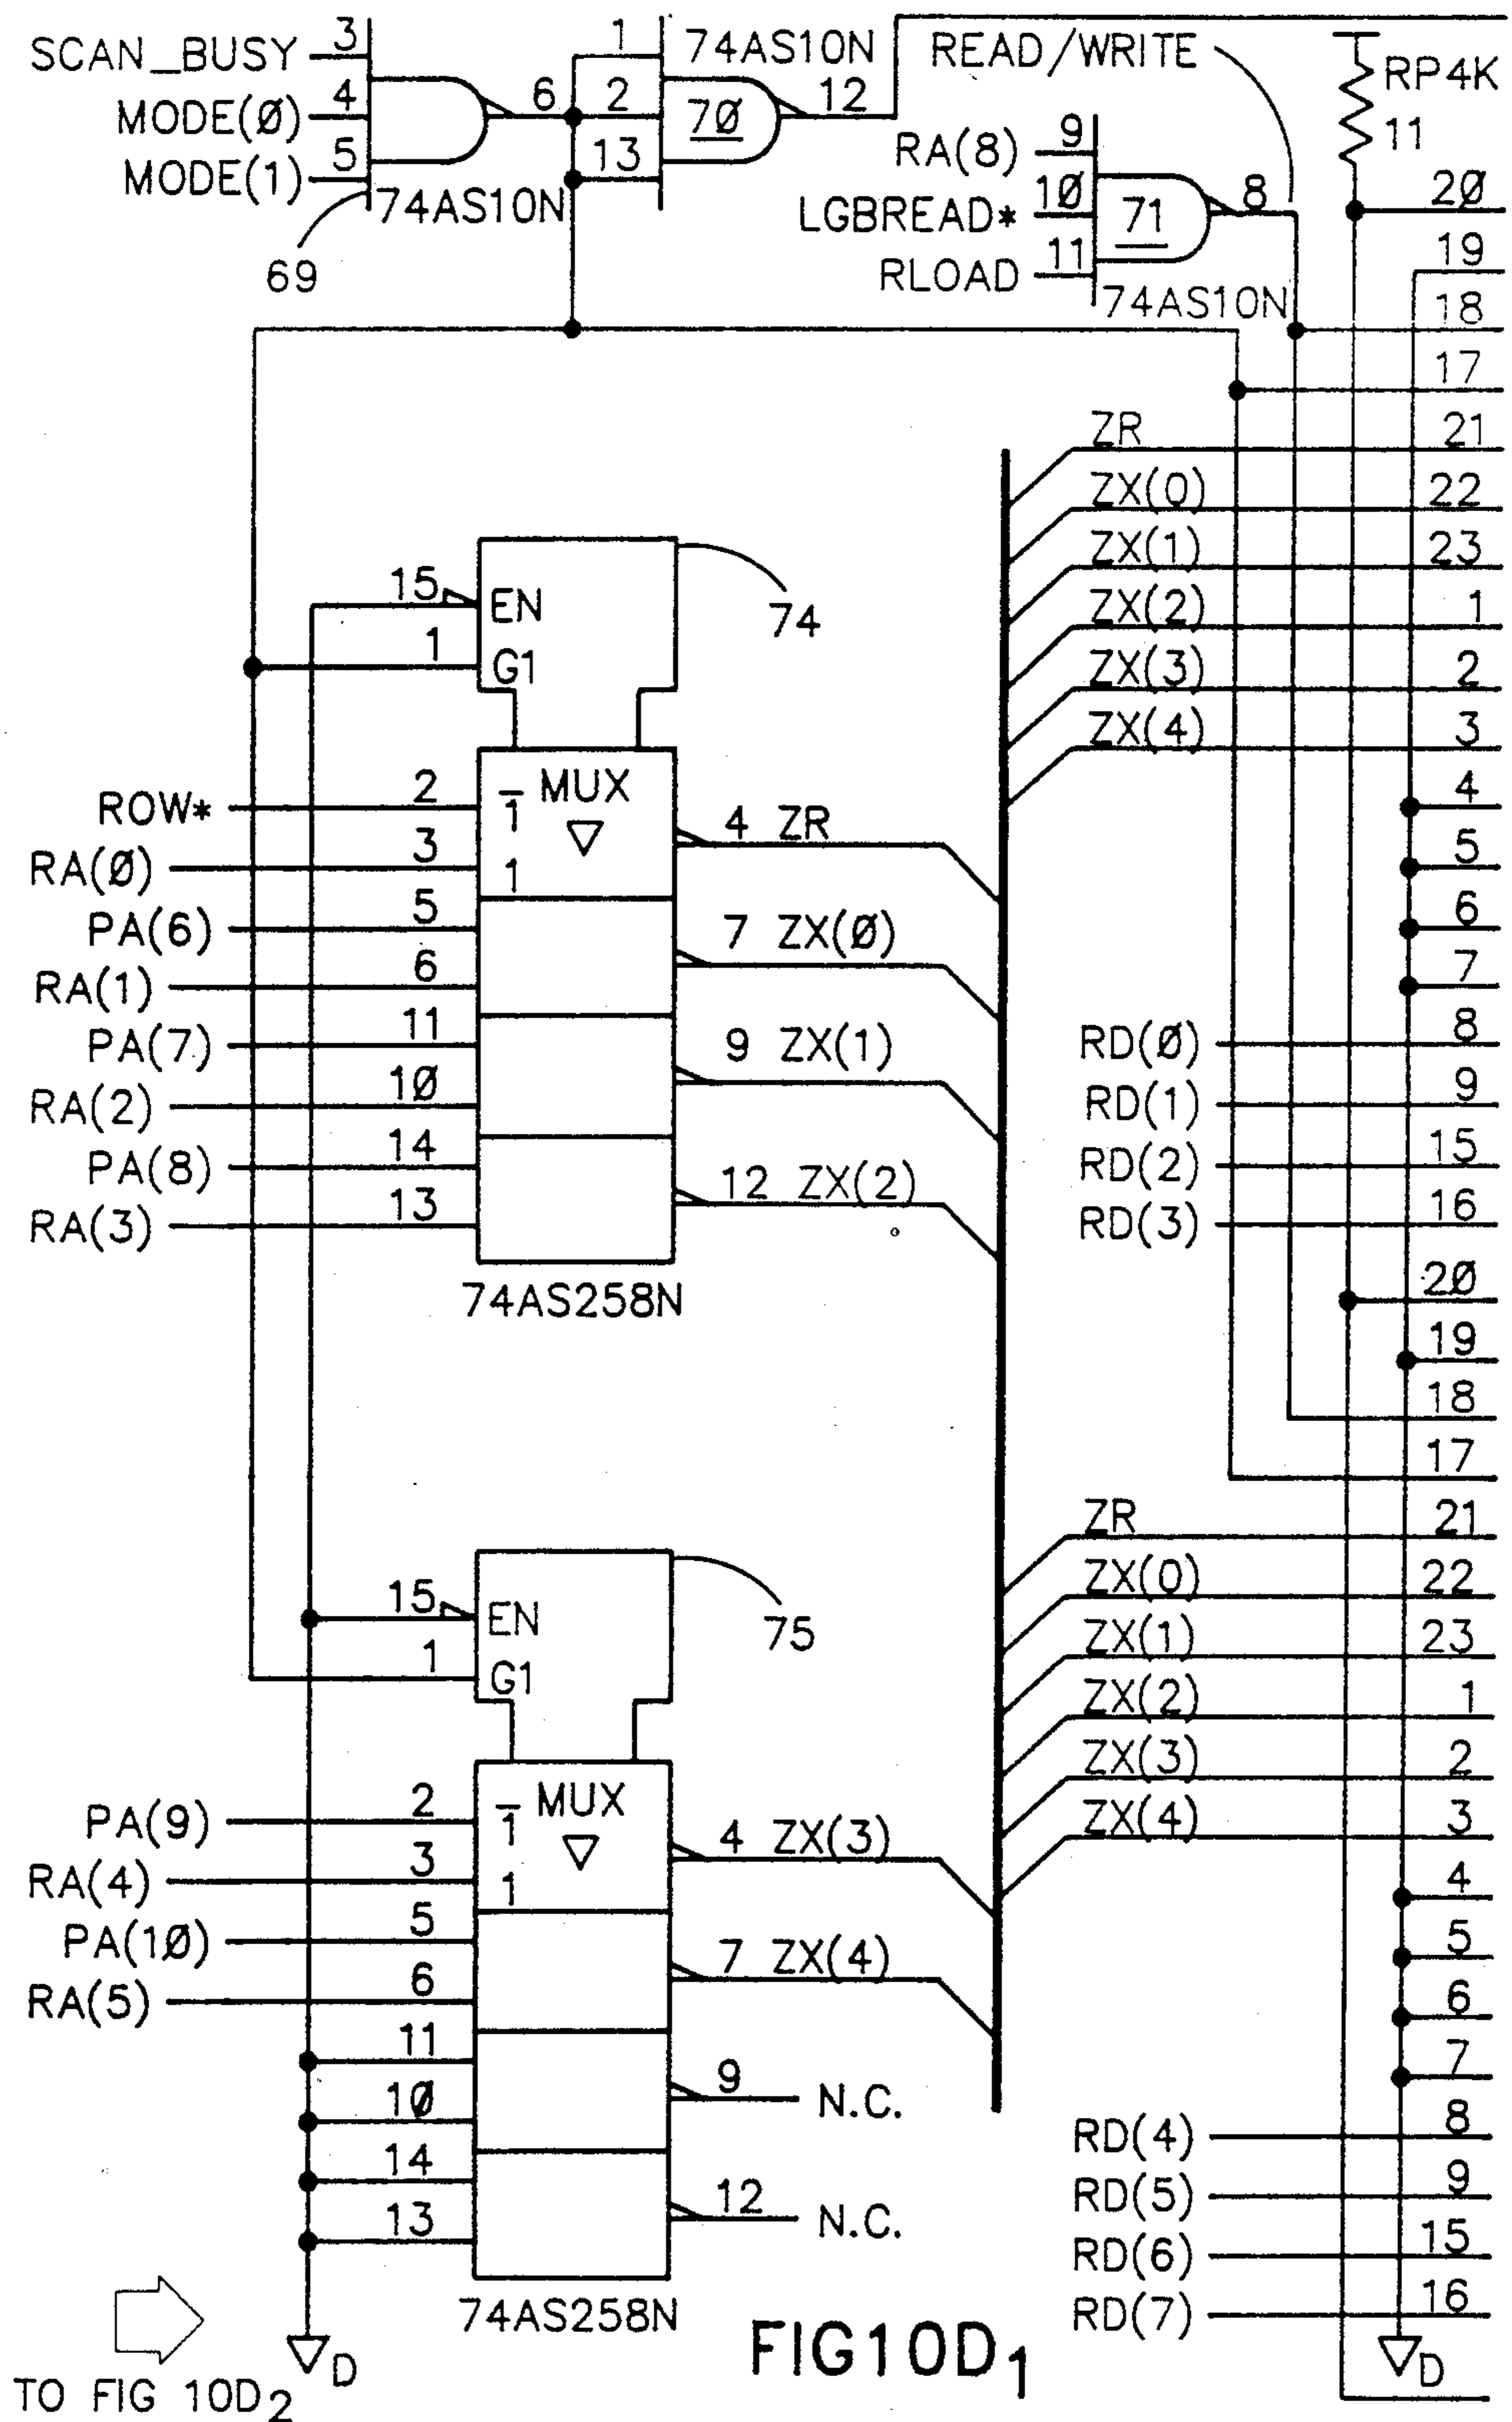 3
SCAN_BUSY
4
MODE(Ø)
5
MODE(1)
6
74AS10N
69
1
2
13
74AS10N
7Ø
12
READ/WRITE
RP4K
11
RA(8) 9
LGBREAD* 1Ø
RLOAD 11
71
8
74AS10N
2Ø
19
18
17
ZR 21
ZX(0) 22
ZX(1) 23
ZX(2) 1
ZX(3) 2
ZX(4) 3
4
5
6
7
RD(Ø) 8
RD(1) 9
RD(2) 15
RD(3) 16
2Ø
19
18
17
ZR 21
ZX(0) 22
ZX(1) 23
ZX(2) 1
ZX(3) 2
ZX(4) 3
4
5
6
7
RD(4) 8
RD(5) 9
RD(6) 15
RD(7) 16
D
15 EN
1 G1
74
MUX
ROW* 2 1̅
RA(Ø) 3 1
4 ZR
PA(6) 5
RA(1) 6
7 ZX(Ø)
PA(7) 11
RA(2) 1Ø
9 ZX(1)
PA(8) 14
RA(3) 13
12 ZX(2)
74AS258N
15 EN
1 G1
75
MUX
PA(9) 2 1̅
RA(4) 3 1
4 ZX(3)
PA(1Ø) 5
RA(5) 6
7 ZX(4)
11
1Ø
9 N.C.
14
13
12 N.C.
74AS258N
D
TO FIG 10D2
FIG10D1